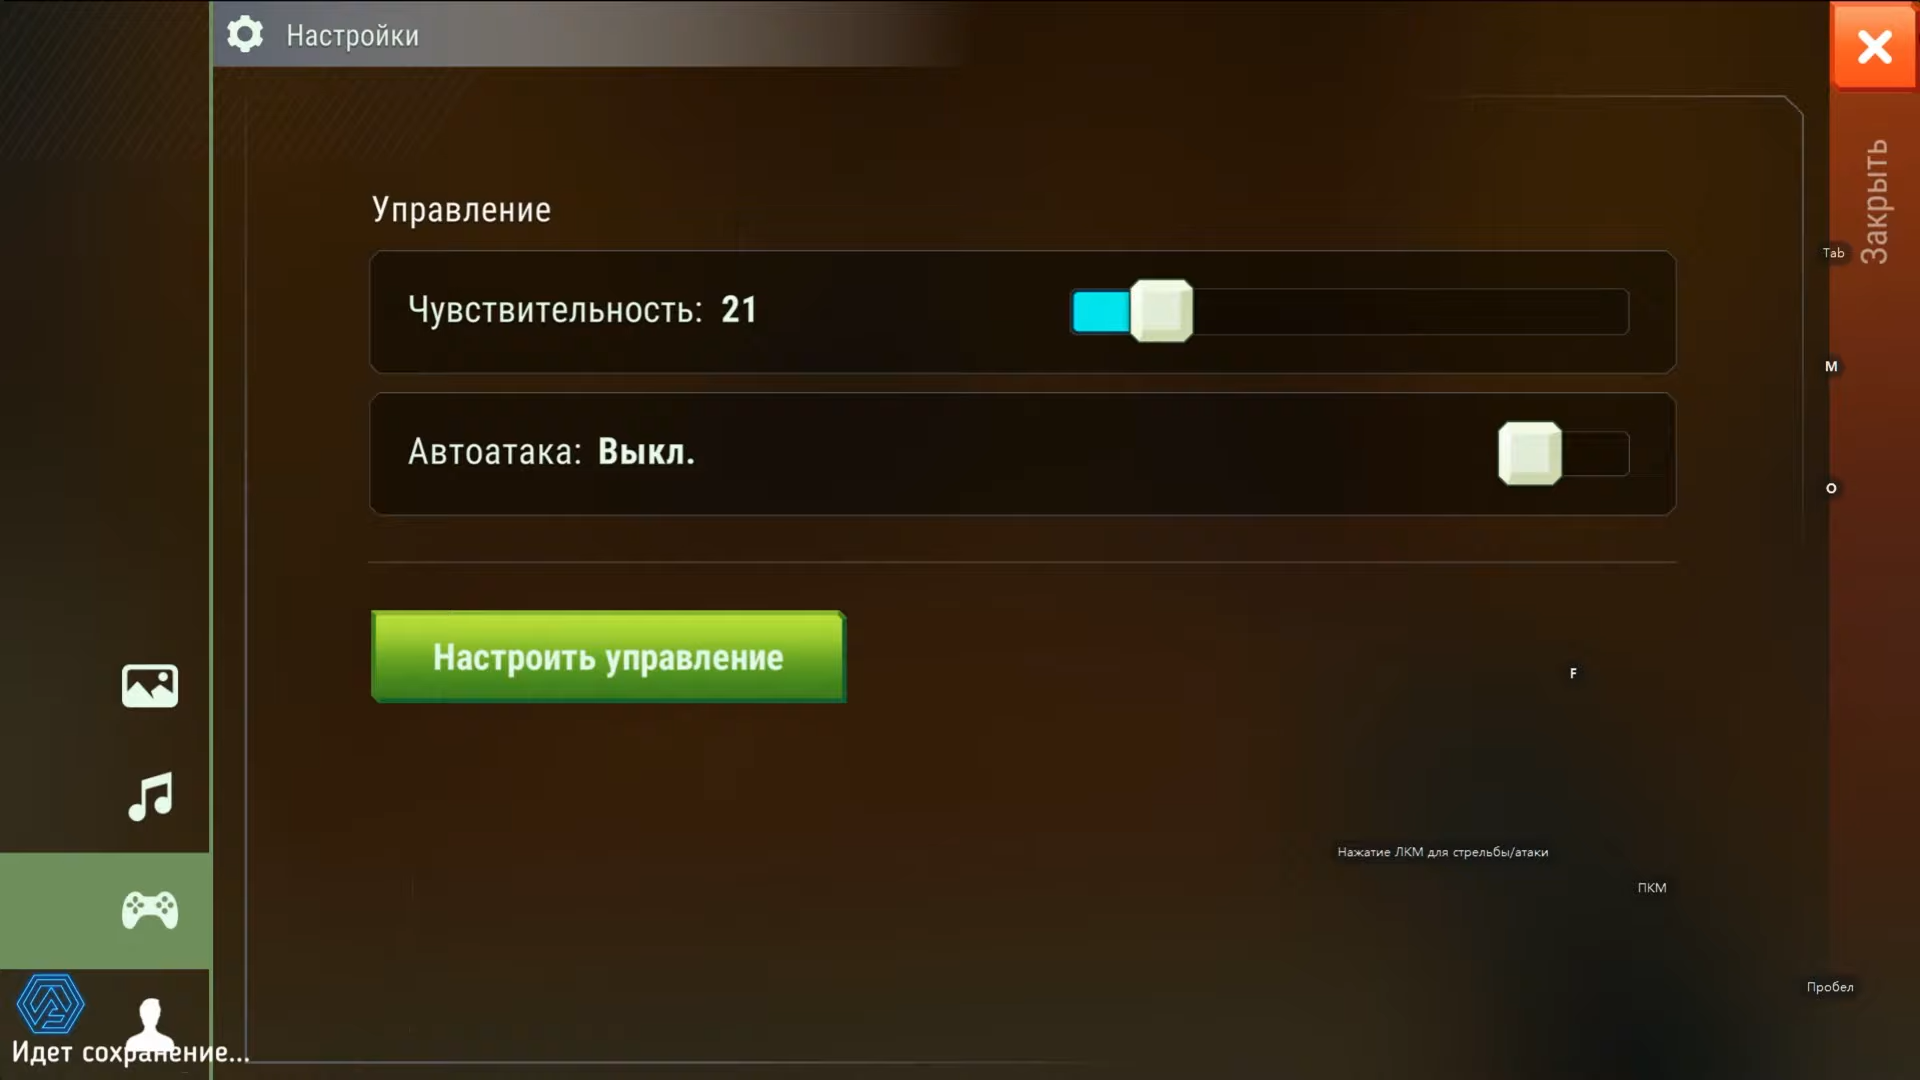 Настройки
Закрыть
Управление
Tab
Чувствительность: 21
M
Автоатака: Выкл.
O
Настроить управление
F
Нажатие ЛКМ для стрельбы/атаки
ПКМ
Пробел
Идет сохранение...